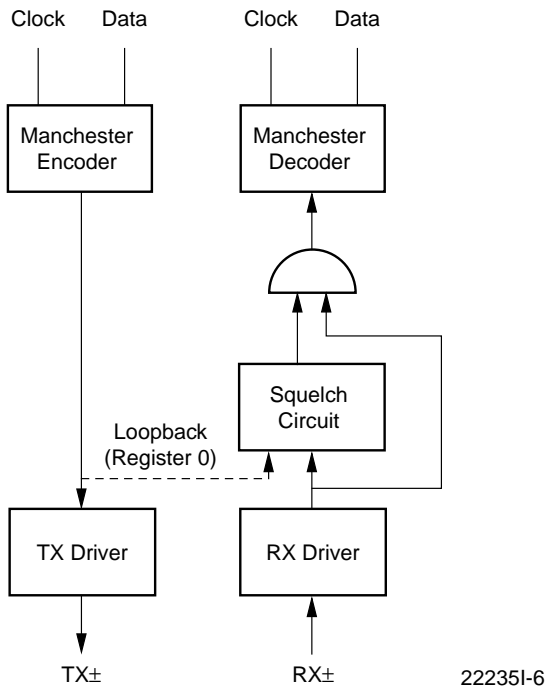 Clock Data Clock Data
Manchester
Encoder
Manchester
Decoder
Squelch
Circuit
Loopback
(Register 0)
TX Driver
RX Driver
TX±
RX±
22235I-6